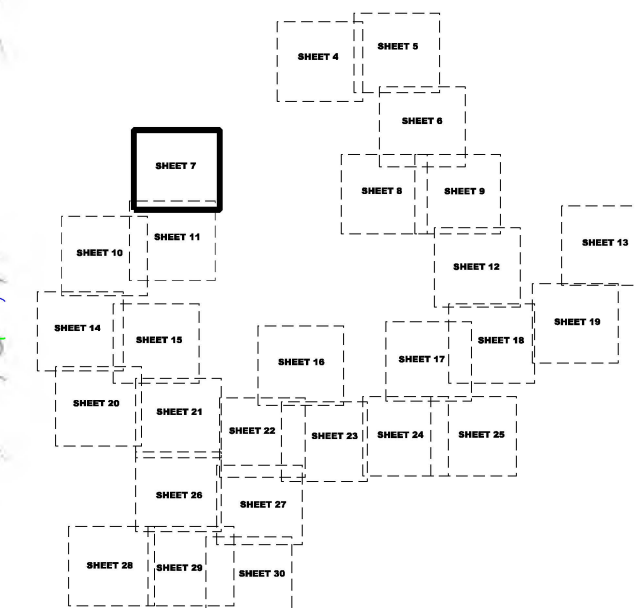 SHEET 4
SHEET 5
SHEET 6
SHEET 7
SHEET 8
SHEET 9
SHEET 10
SHEET 11
SHEET 12
SHEET 13
SHEET 14
SHEET 15
SHEET 16
SHEET 17
SHEET 18
SHEET 19
SHEET 20
SHEET 21
SHEET 22
SHEET 23
SHEET 24
SHEET 25
SHEET 26
SHEET 27
SHEET 28
SHEET 29
SHEET 30